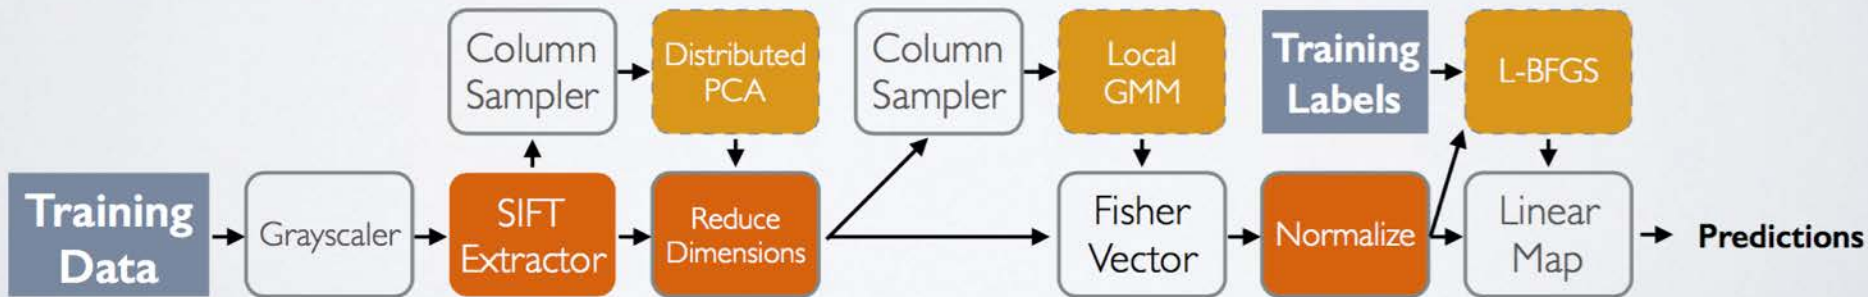 Column
Sampler
Distributed
PCA
Column
Sampler
Local
GMM
Training
Labels
L-BFGS
Training
Data
Grayscaler
SIFT
Extractor
Reduce
Dimensions
Fisher
Vector
Normalize
Linear
Map
Predictions